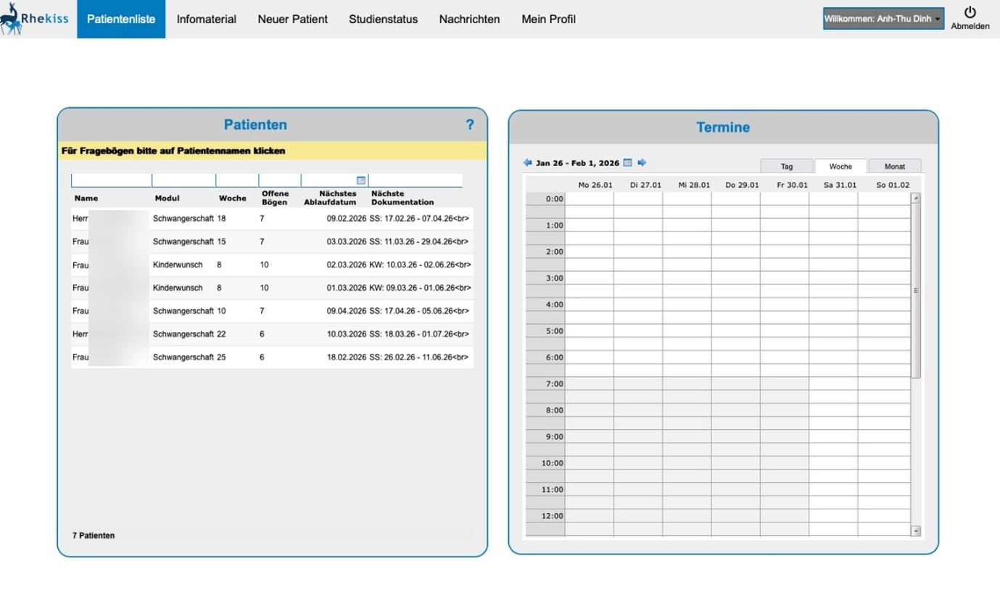 Rhekiss Patientenliste Infomaterial Neuer Patient Studienstatus Nachrichten Mein Profil Willkommen: Anh-Thu Dinh Abmelden
Patienten ?
Für Fragebögen bitte auf Patientennamen klicken
Name Modul Woche Offene Bögen Nächstes Ablaufdatum Nächste Dokumentation
Herr Schwangerschaft 18 7 09.02.2026 SS: 17.02.26 - 07.04.26<br>
Frau Schwangerschaft 15 7 03.03.2026 SS: 11.03.26 - 29.04.26<br>
Frau Kinderwunsch 8 10 02.03.2026 KW: 10.03.26 - 02.06.26<br>
Frau Kinderwunsch 8 10 01.03.2026 KW: 09.03.26 - 01.06.26<br>
Frau Schwangerschaft 10 7 09.04.2026 SS: 17.04.26 - 05.06.26<br>
Herr Schwangerschaft 22 6 10.03.2026 SS: 18.03.26 - 01.07.26<br>
Frau Schwangerschaft 25 6 18.02.2026 SS: 26.02.26 - 11.06.26<br>
7 Patienten
Termine
Jan 26 - Feb 1, 2026 Tag Woche Monat
Mo 26.01 Di 27.01 Mi 28.01 Do 29.01 Fr 30.01 Sa 31.01 So 01.02
0:00
1:00
2:00
3:00
4:00
5:00
6:00
7:00
8:00
9:00
10:00
11:00
12:00